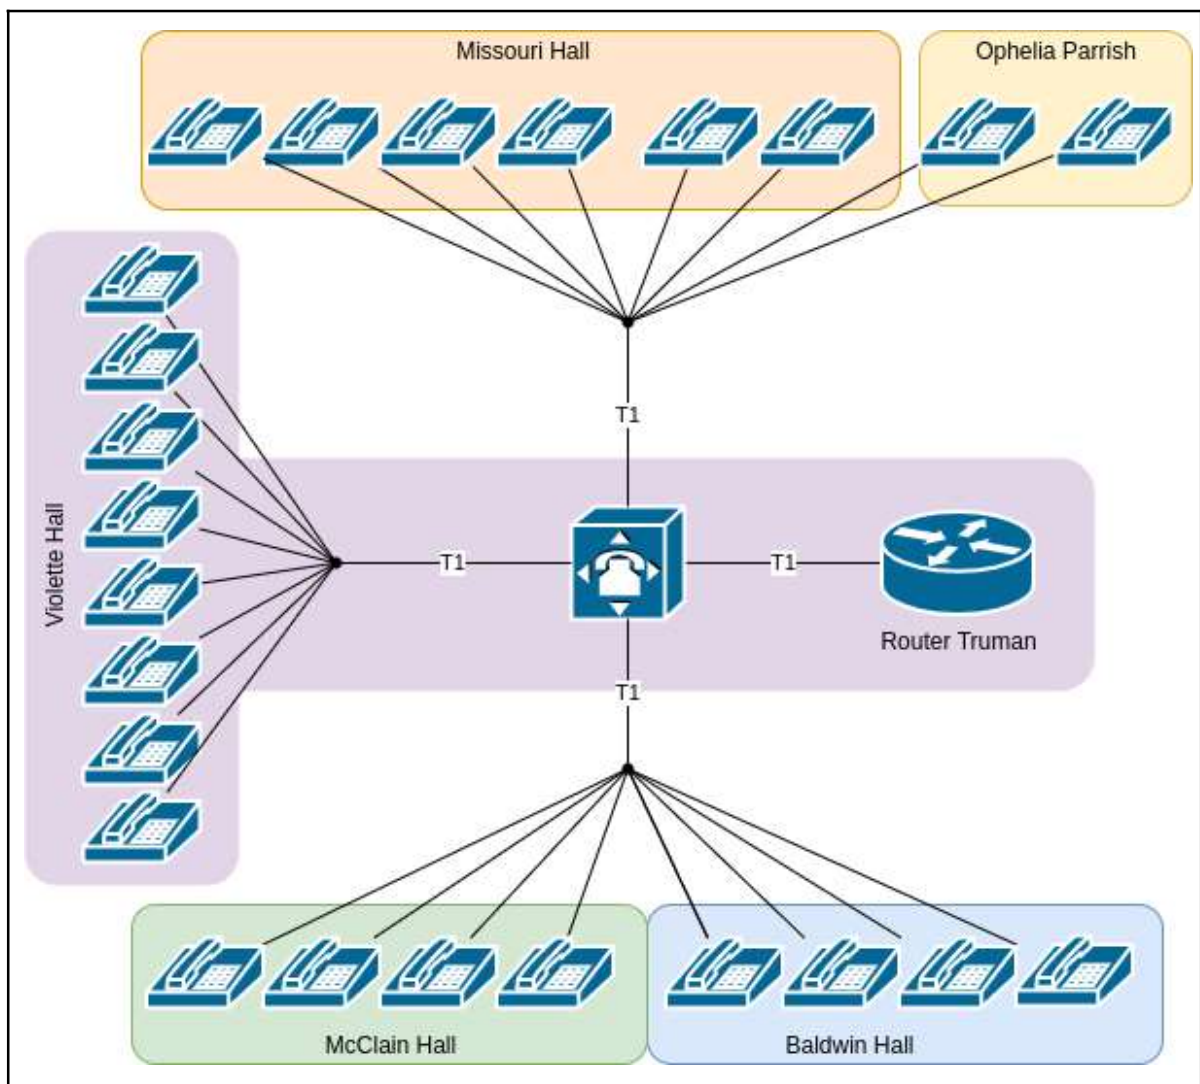 Missouri Hall
Ophelia Parrish
T1
Violette Hall
T1
T1
Router Truman
T1
McClain Hall
Baldwin Hall